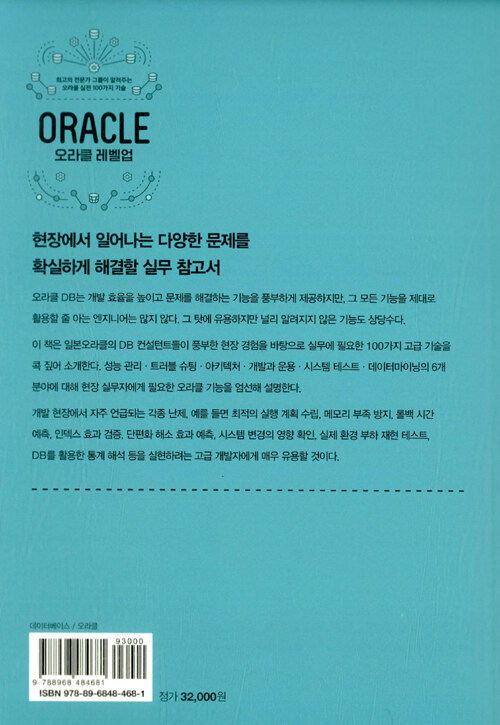 최고의 전문가 그룹이 알려주는
오라클 실전 100가지 기술
ORACLE
오라클 레벨업
현장에서 일어나는 다양한 문제를
확실하게 해결할 실무 참고서
오라클 DB는 개발 효율을 높이고 문제를 해결하는 기능을 풍부하게 제공하지만, 그 모든 기능을 제대로
활용할 줄 아는 엔지니어는 많지 않다. 그 탓에 유용하지만 널리 알려지지 않은 기능도 상당수다.
이 책은 일본오라클의 DB 컨설턴트들이 풍부한 현장 경험을 바탕으로 실무에 필요한 100가지 고급 기술을
콕 짚어 소개한다. 성능 관리 · 트러블 슈팅 · 아키텍처 · 개발과 운용 · 시스템 테스트 · 데이터마이닝의 6개
분야에 대해 현장 실무자에게 필요한 오라클 기능을 엄선해 설명한다.
개발 현장에서 자주 언급되는 각종 난제, 예를 들면 최적의 실행 계획 수립, 메모리 부족 방지, 롤백 시간
예측, 인덱스 효과 검증, 단편화 해소 효과 예측, 시스템 변경의 영향 확인, 실제 환경 부하 재현 테스트,
DB를 활용한 통계 해석 등을 실현하려는 고급 개발자에게 매우 유용할 것이다.
데이터베이스 / 오라클
93000
9 788968 484681
ISBN 978-89-6848-468-1
정가 32,000원